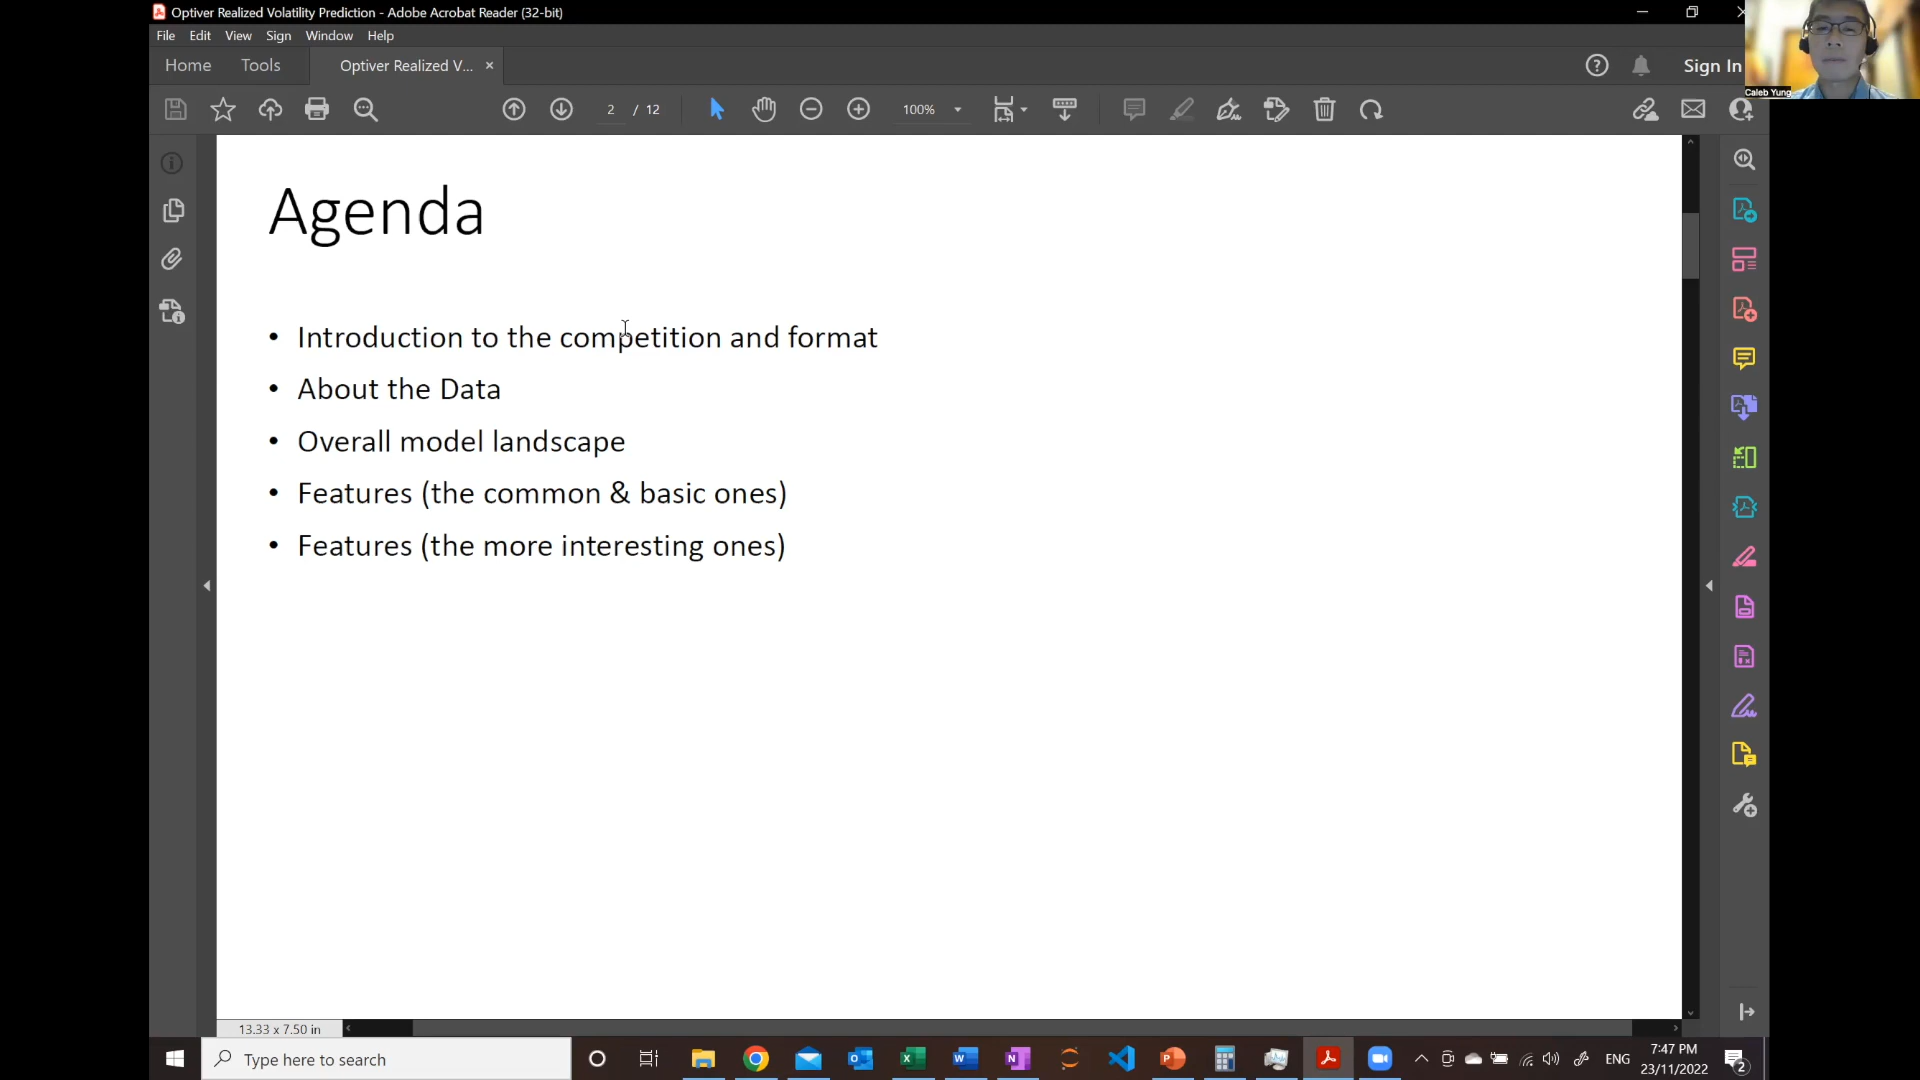 Optiver Realized Volatility Prediction - Adobe Acrobat Reader (32-bit)
File Edit View Sign Window Help
Home Tools Optiver Realized V... × Sign In
Caleb Yung
2 / 12 100%
Agenda
• Introduction to the competition and format
• About the Data
• Overall model landscape
• Features (the common & basic ones)
• Features (the more interesting ones)
13.33 x 7.50 in
Type here to search
ENG
7:47 PM
23/11/2022
2